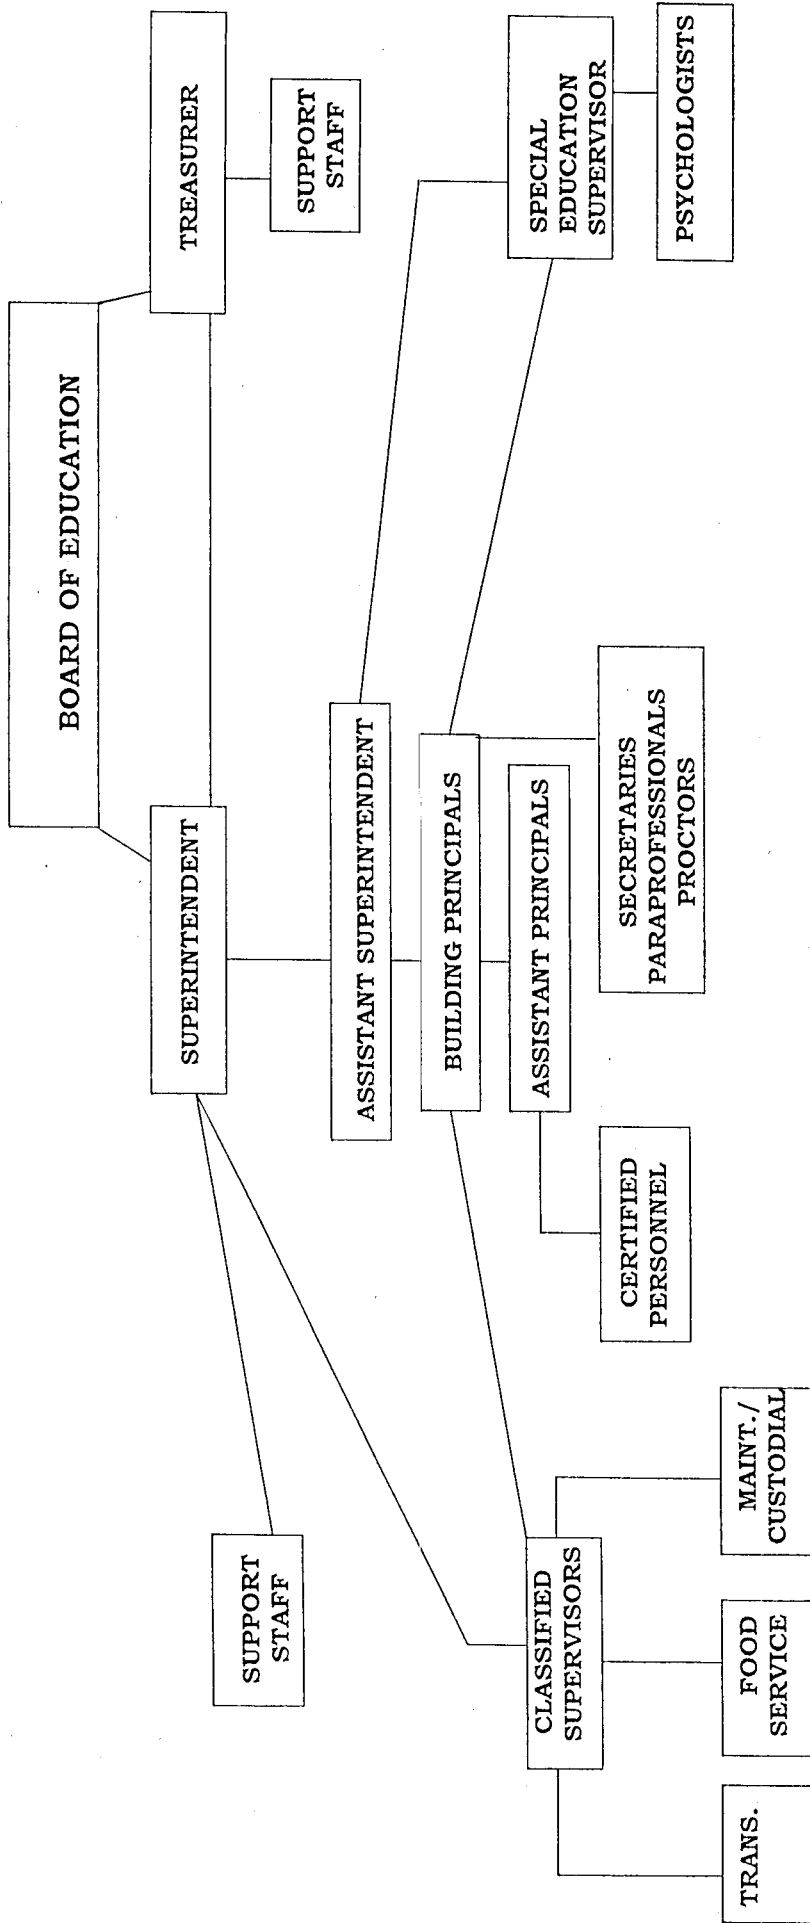 BOARD OF EDUCATION
SUPERINTENDENT
TREASURER
SUPPORT
STAFF
SUPPORT
STAFF
ASSISTANT SUPERINTENDENT
BUILDING PRINCIPALS
CLASSIFIED
SUPERVISORS
ASSISTANT PRINCIPALS
SPECIAL
EDUCATION
SUPERVISOR
CERTIFIED
PERSONNEL
SECRETARIES
PARAPROFESSIONALS
PROCTORS
PSYCHOLOGISTS
TRANS.
FOOD
SERVICE
MAINT./
CUSTODIAL